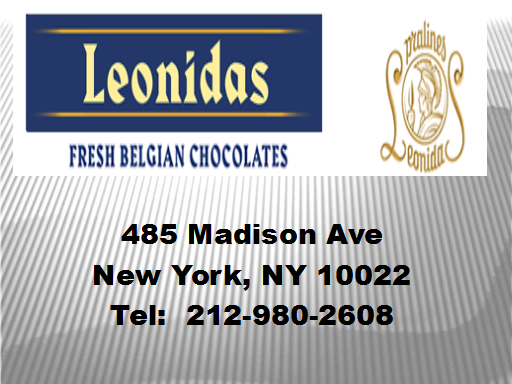 Leonidas
FRESH BELGIAN CHOCOLATES
pralines
Leonidas
485 Madison Ave
New York, NY 10022
Tel:  212-980-2608